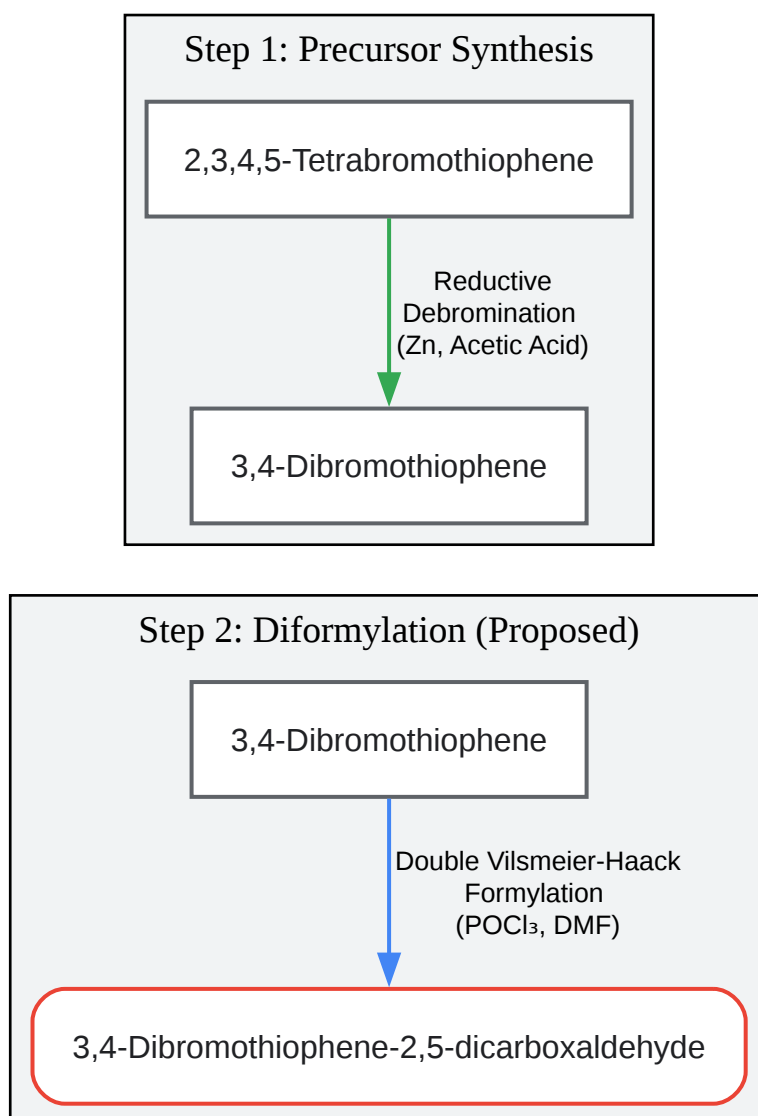 Step 1: Precursor Synthesis
2,3,4,5-Tetrabromothiophene
Reductive
Debromination
(Zn, Acetic Acid)
3,4-Dibromothiophene
Step 2: Diformylation (Proposed)
3,4-Dibromothiophene
Double Vilsmeier-Haack
Formylation
(POCl₃, DMF)
3,4-Dibromothiophene-2,5-dicarboxaldehyde